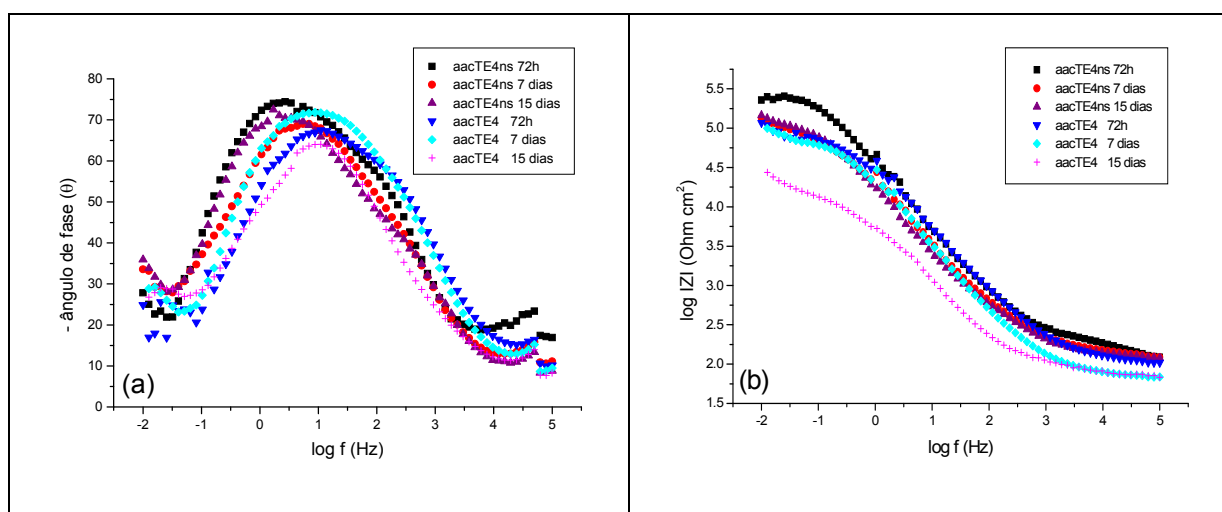 aacTE4ns 72h
aacTE4ns 7 dias
aacTE4ns 15 dias
aacTE4 72h
aacTE4 7 dias
aacTE4 15 dias
80
70
60
50
40
30
20
10
0
- ângulo de fase (θ)
(a)
-2 -1 0 1 2 3 4 5
log f (Hz)
aacTE4ns 72h
aacTE4ns 7 dias
aacTE4ns 15 dias
aacTE4 72h
aacTE4 7 dias
aacTE4 15 dias
5.5
5.0
4.5
4.0
3.5
3.0
2.5
2.0
1.5
log IZI (Ohm cm²)
(b)
-2 -1 0 1 2 3 4 5
log f (Hz)